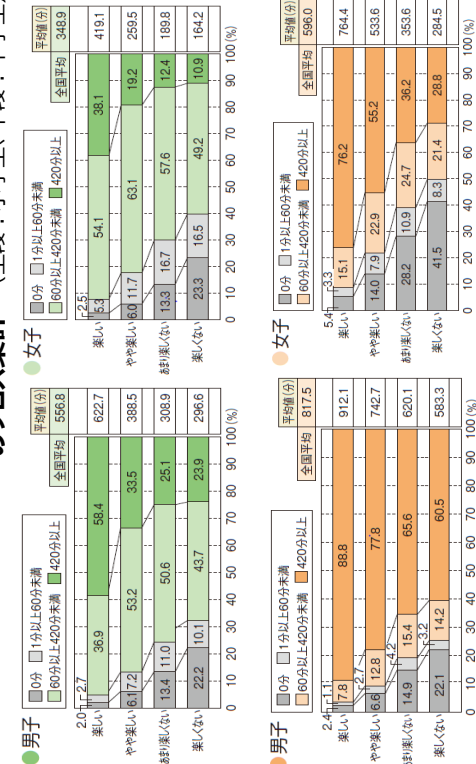 男子
0分 1分以上60分未満
60分以上420分未満 420分以上
平均値(分)
全国平均 556.8
楽しい 2.0 2.7 36.9 58.4 622.7
やや楽しい 6.1 7.2 53.2 33.5 388.5
あまり楽しくない 13.4 11.0 50.6 25.1 308.9
楽しくない 22.2 10.1 43.7 23.9 296.6
0 10 20 30 40 50 60 70 80 90 100(%)
女子
0分 1分以上60分未満
60分以上420分未満 420分以上
平均値(分)
全国平均 348.9
楽しい 2.5 5.3 54.1 38.1 419.1
やや楽しい 6.0 11.7 63.1 19.2 259.5
あまり楽しくない 13.3 16.7 57.6 12.4 189.8
楽しくない 23.3 16.5 49.2 10.9 164.2
0 10 20 30 40 50 60 70 80 90 100(%)
男子
0分 1分以上60分未満
60分以上420分未満 420分以上
平均値(分)
全国平均 817.5
楽しい 2.4 1.1 7.8 88.8 912.1
やや楽しい 6.6 2.7 12.8 77.8 742.7
あまり楽しくない 14.9 4.2 15.4 65.6 620.1
楽しくない 22.1 3.2 14.2 60.5 583.3
0 10 20 30 40 50 60 70 80 90 100(%)
女子
0分 1分以上60分未満
60分以上420分未満 420分以上
平均値(分)
全国平均 596.0
楽しい 5.4 3.3 15.1 76.2 764.4
やや楽しい 14.0 7.9 22.9 55.2 533.6
あまり楽しくない 28.2 10.9 24.7 36.2 353.6
楽しくない 41.5 8.3 21.4 28.8 284.5
0 10 20 30 40 50 60 70 80 90 100(%)